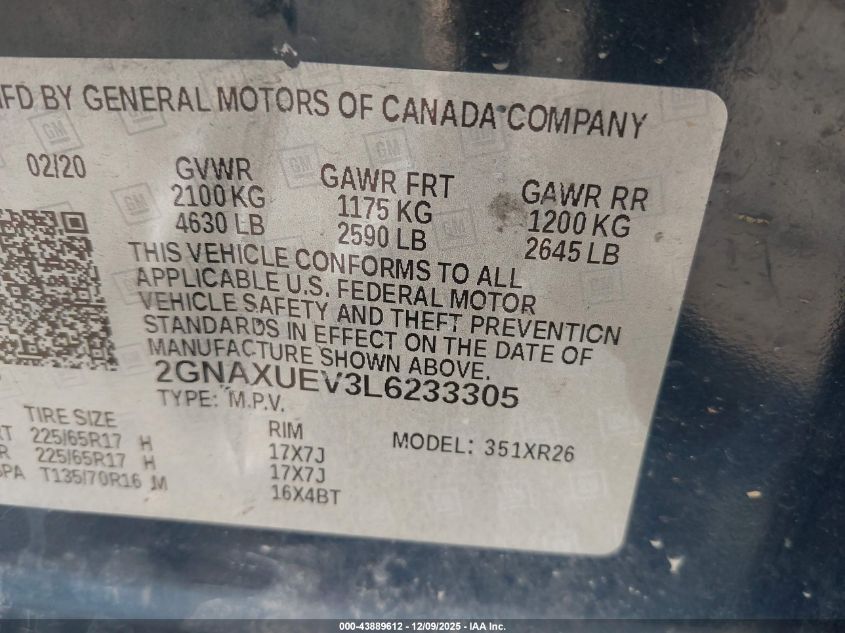 MFD BY GENERAL MOTORS OF CANADA COMPANY
02/20
GVWR
2100 KG
4630 LB
GAWR FRT
1175 KG
2590 LB
GAWR RR
1200 KG
2645 LB
THIS VEHICLE CONFORMS TO ALL
APPLICABLE U.S. FEDERAL MOTOR
VEHICLE SAFETY AND THEFT PREVENTION
STANDARDS IN EFFECT ON THE DATE OF
MANUFACTURE SHOWN ABOVE.
2GNAXUEV3L6233305
TYPE: M.P.V.
MODEL: 351XR26
TIRE SIZE RIM
RT 225/65R17 H 17X7J
R 225/65R17 H 17X7J
SPA T135/70R16 M 16X4BT
000-43889612 - 12/09/2025 - IAA Inc.